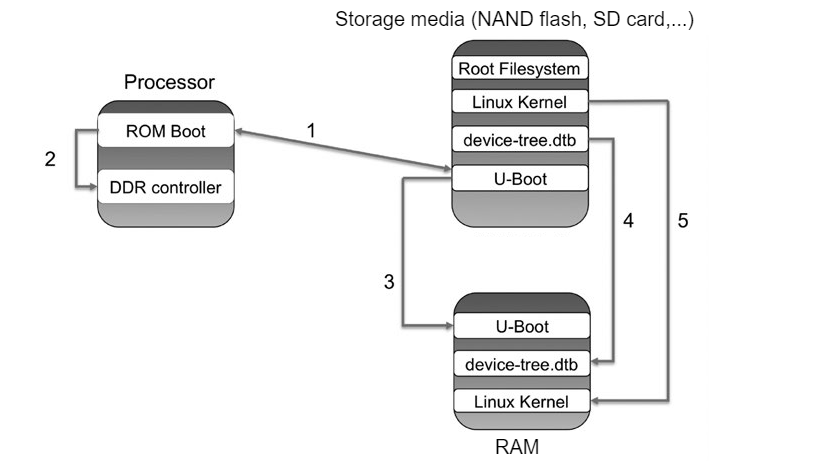 Storage media (NAND flash, SD card,...)
Processor
Root Filesystem
Linux Kernel
ROM Boot
1
device-tree.dtb
2
DDR controller
U-Boot
4
5
3
U-Boot
device-tree.dtb
Linux Kernel
RAM